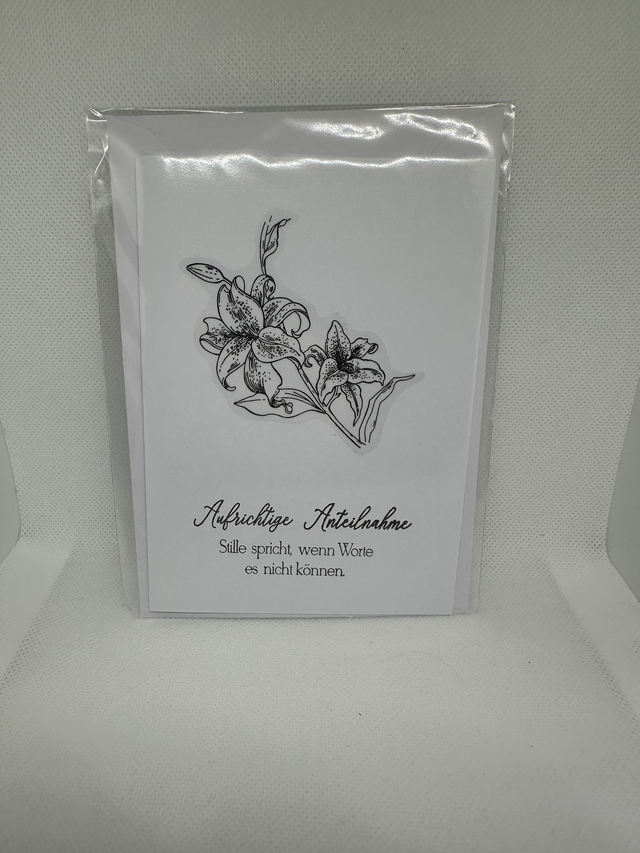 Aufrichtige Anteilnahme
Stille spricht, wenn Worte
es nicht können.